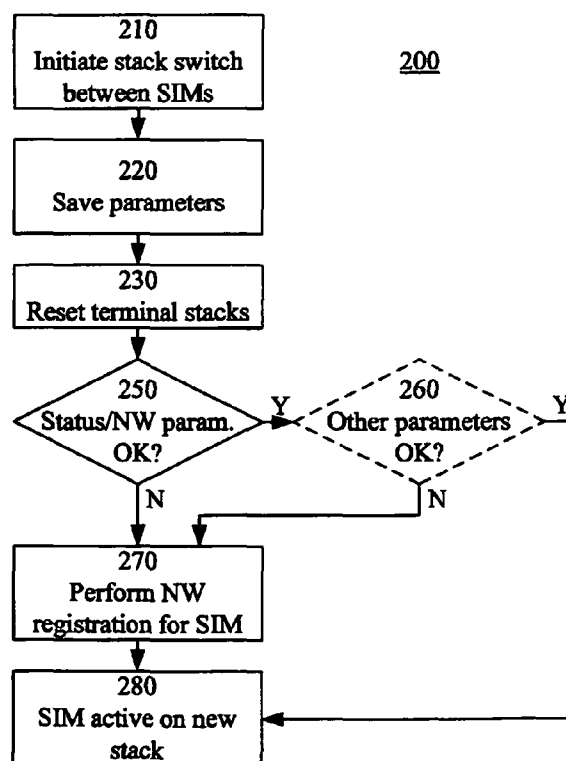 210
Initiate stack switch
between SIMs
200
220
Save parameters
230
Reset terminal stacks
250
Status/NW param.
OK?
Y
260
Other parameters
OK?
Y
N
N
270
Perform NW
registration for SIM
280
SIM active on new
stack